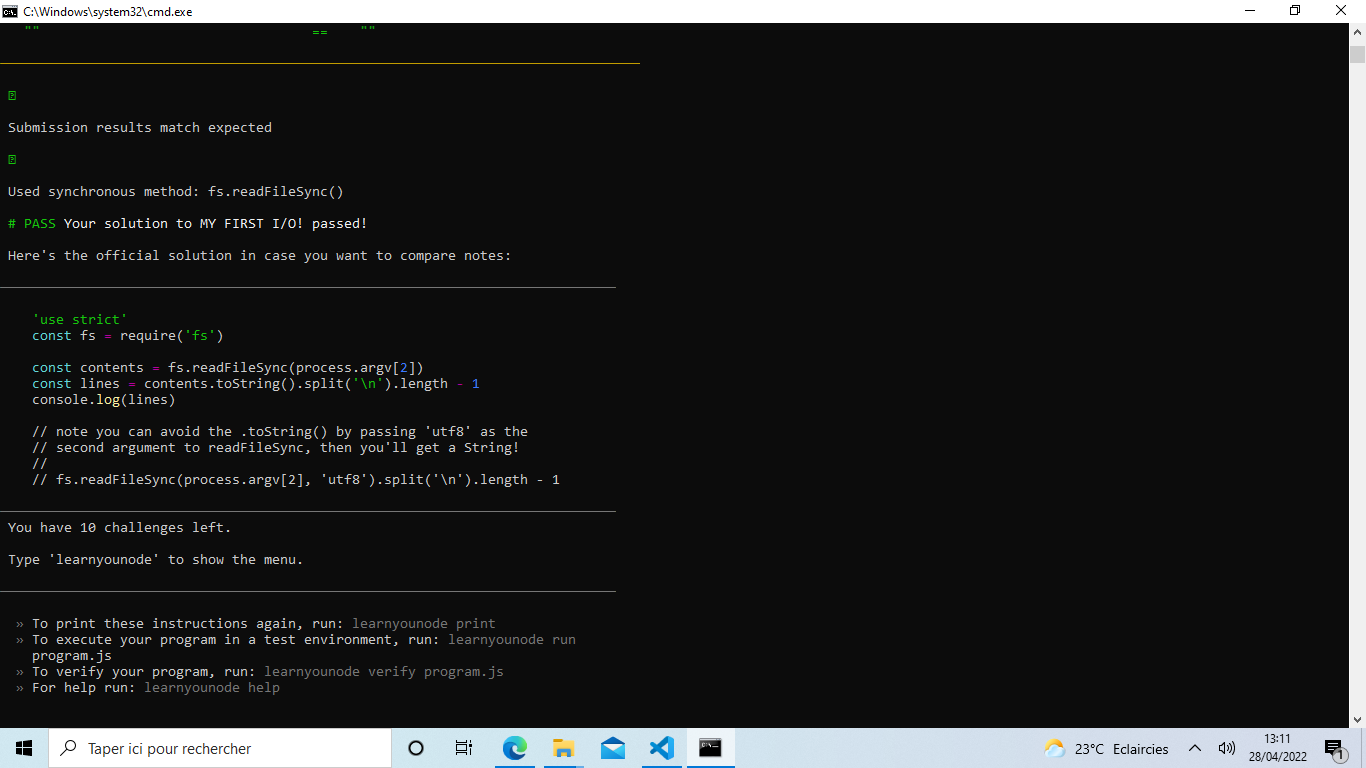 C:\Windows\system32\cmd.exe
"" == ""
Submission results match expected
Used synchronous method: fs.readFileSync()
# PASS Your solution to MY FIRST I/O! passed!
Here's the official solution in case you want to compare notes:
'use strict'
const fs = require('fs')
const contents = fs.readFileSync(process.argv[2])
const lines = contents.toString().split('\n').length - 1
console.log(lines)
// note you can avoid the .toString() by passing 'utf8' as the
// second argument to readFileSync, then you'll get a String!
//
// fs.readFileSync(process.argv[2], 'utf8').split('\n').length - 1
You have 10 challenges left.
Type 'learnyounode' to show the menu.
» To print these instructions again, run: learnyounode print
» To execute your program in a test environment, run: learnyounode run
program.js
» To verify your program, run: learnyounode verify program.js
» For help run: learnyounode help
Taper ici pour rechercher
23°C Eclaircies
13:11
28/04/2022
1